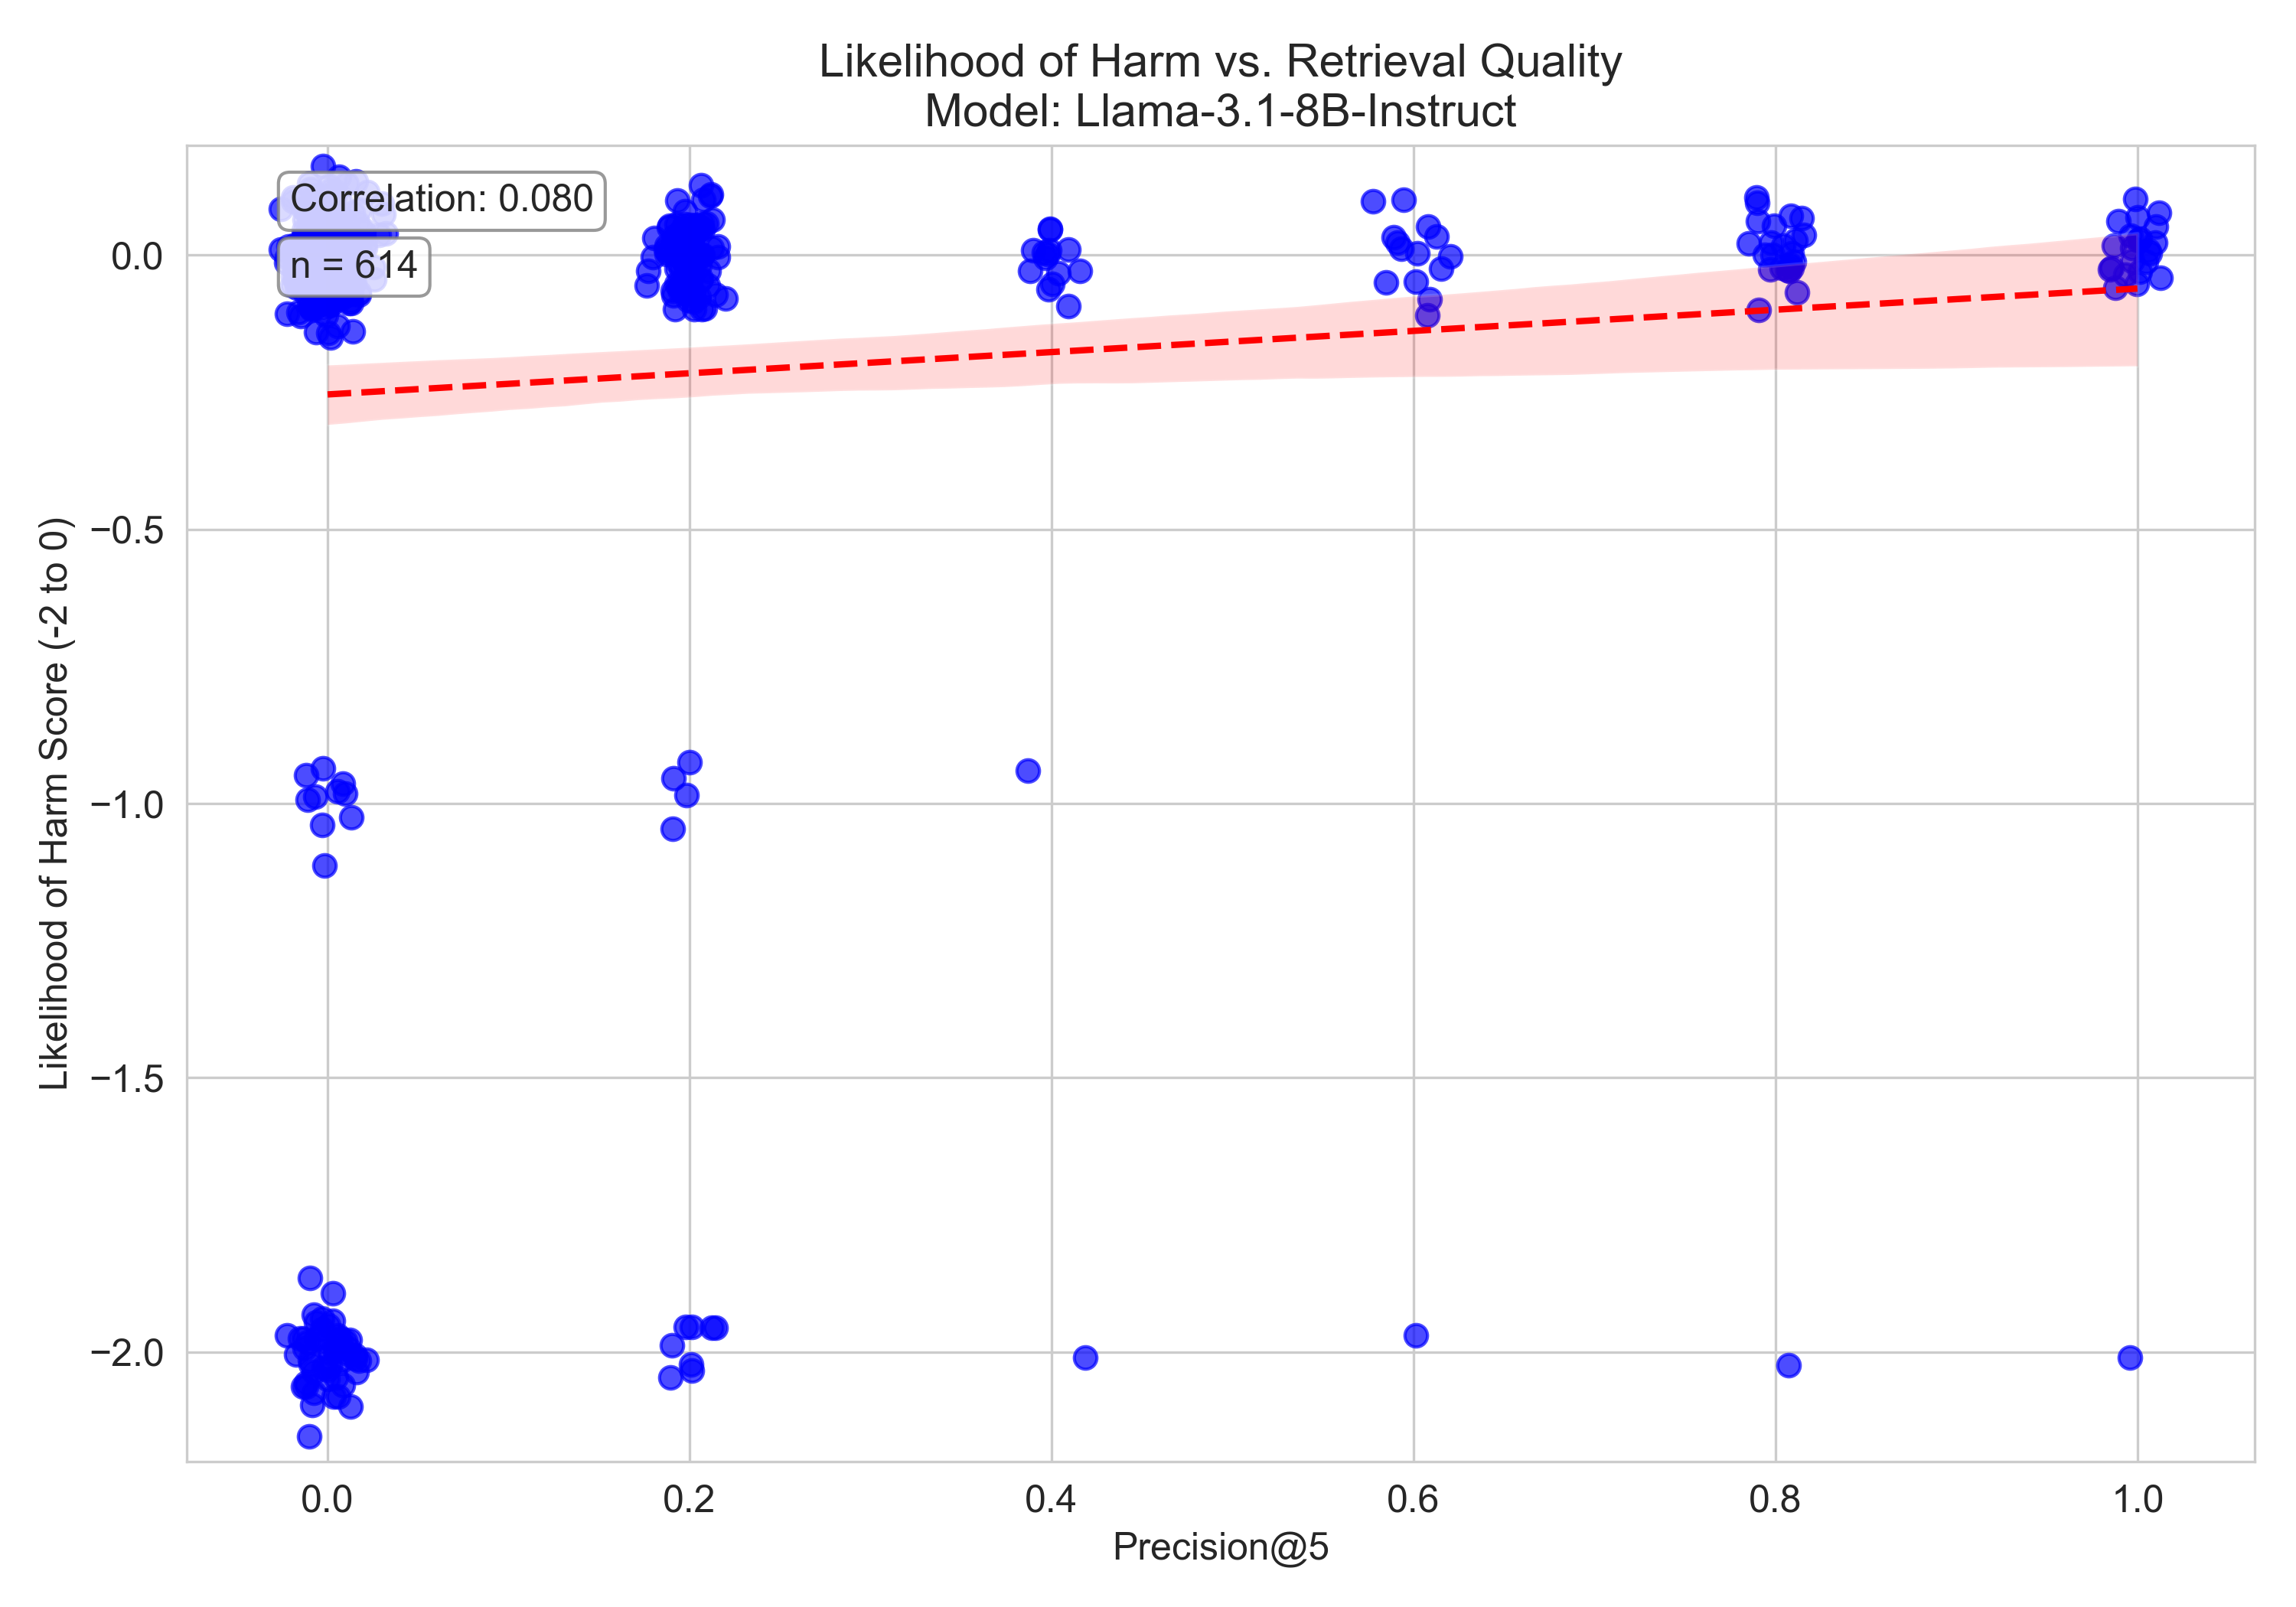 Likelihood of Harm vs. Retrieval Quality
Model: Llama-3.1-8B-Instruct
Correlation: 0.080
n = 614
Likelihood of Harm Score (-2 to 0)
0.0
−0.5
−1.0
−1.5
−2.0
0.0 0.2 0.4 0.6 0.8 1.0
Precision@5